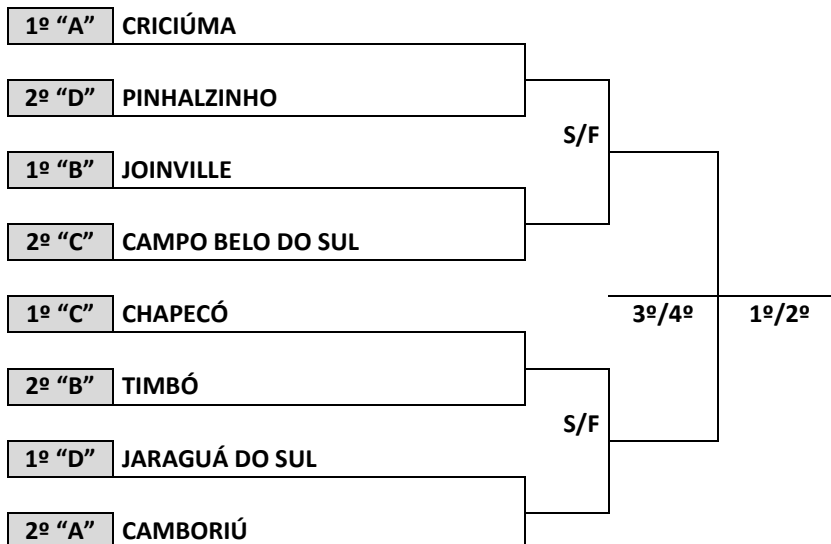 1º “A” CRICIÚMA
2º “D” PINHALZINHO
S/F
1º “B” JOINVILLE
2º “C” CAMPO BELO DO SUL
1º “C” CHAPECÓ 3º/4º 1º/2º
2º “B” TIMBÓ
S/F
1º “D” JARAGUÁ DO SUL
2º “A” CAMBORIÚ